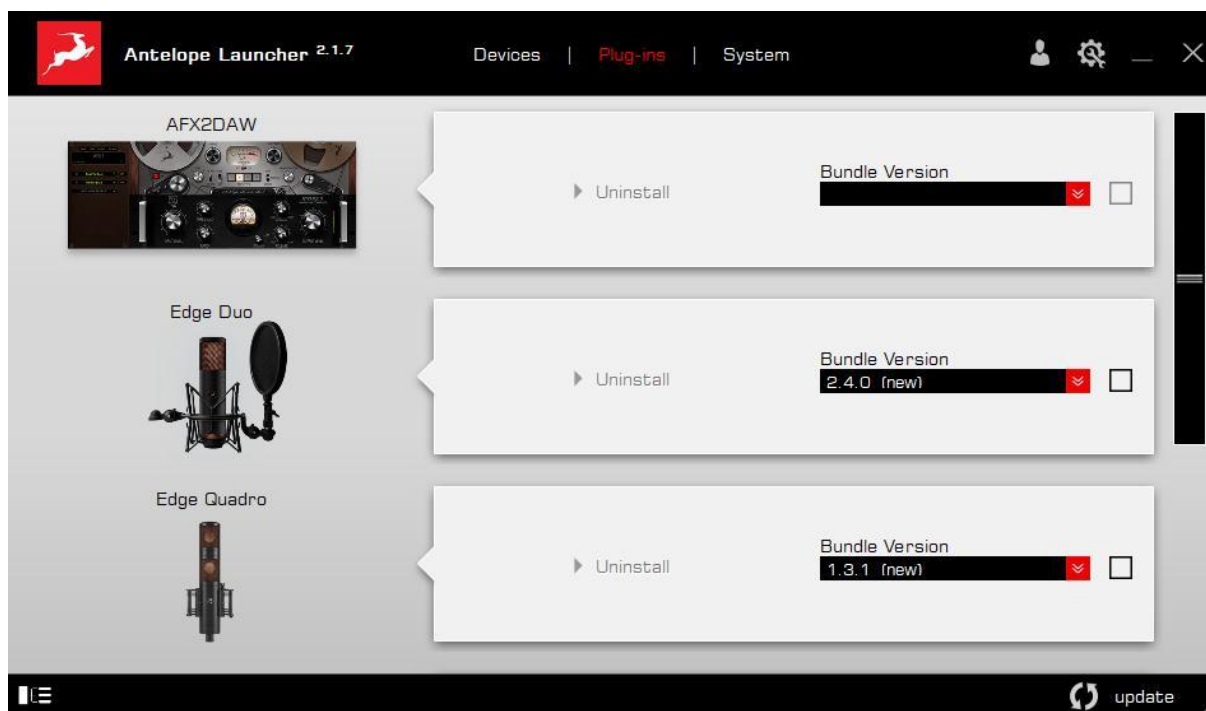 Antelope Launcher 2.1.7
Devices | Plug-ins | System
AFX2DAW
Uninstall
Bundle Version
Edge Duo
Uninstall
Bundle Version
2.4.0 (new)
Edge Quadro
Uninstall
Bundle Version
1.3.1 (new)
update